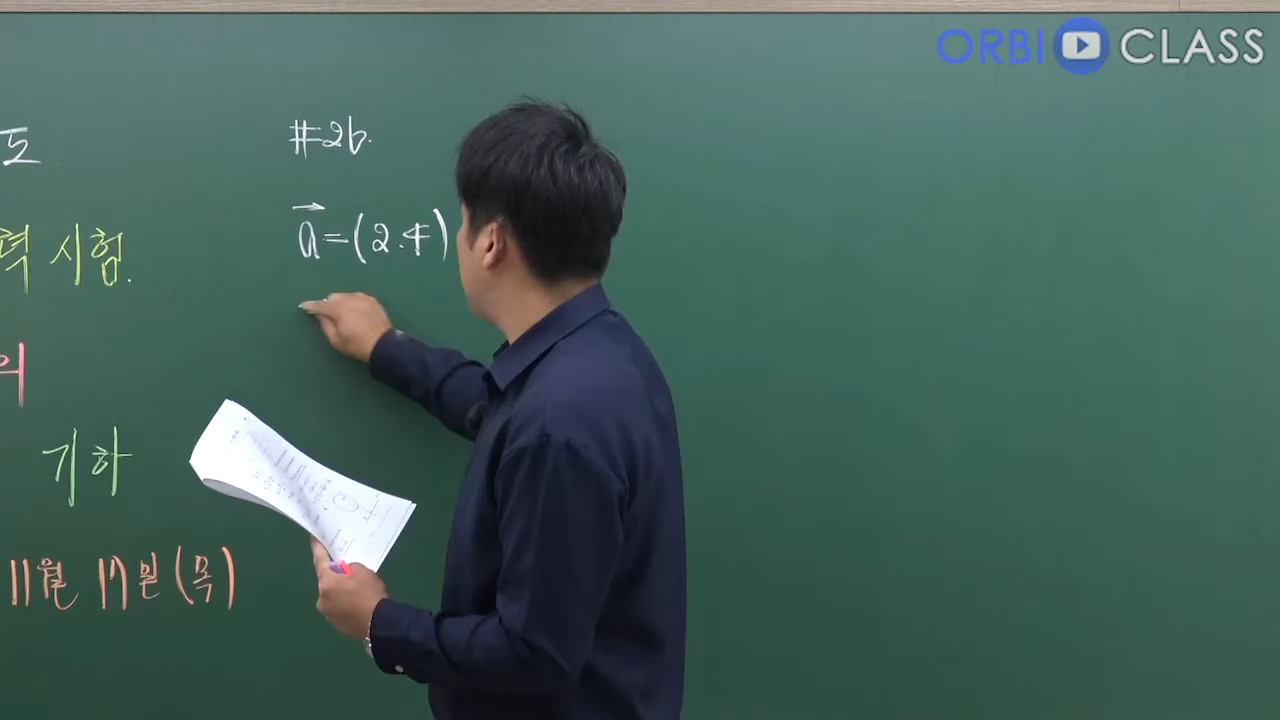 ORBI CLASS
도
력 시험.
의
기하
11월 17일 (목)
#26.
a⃗=(2.4)